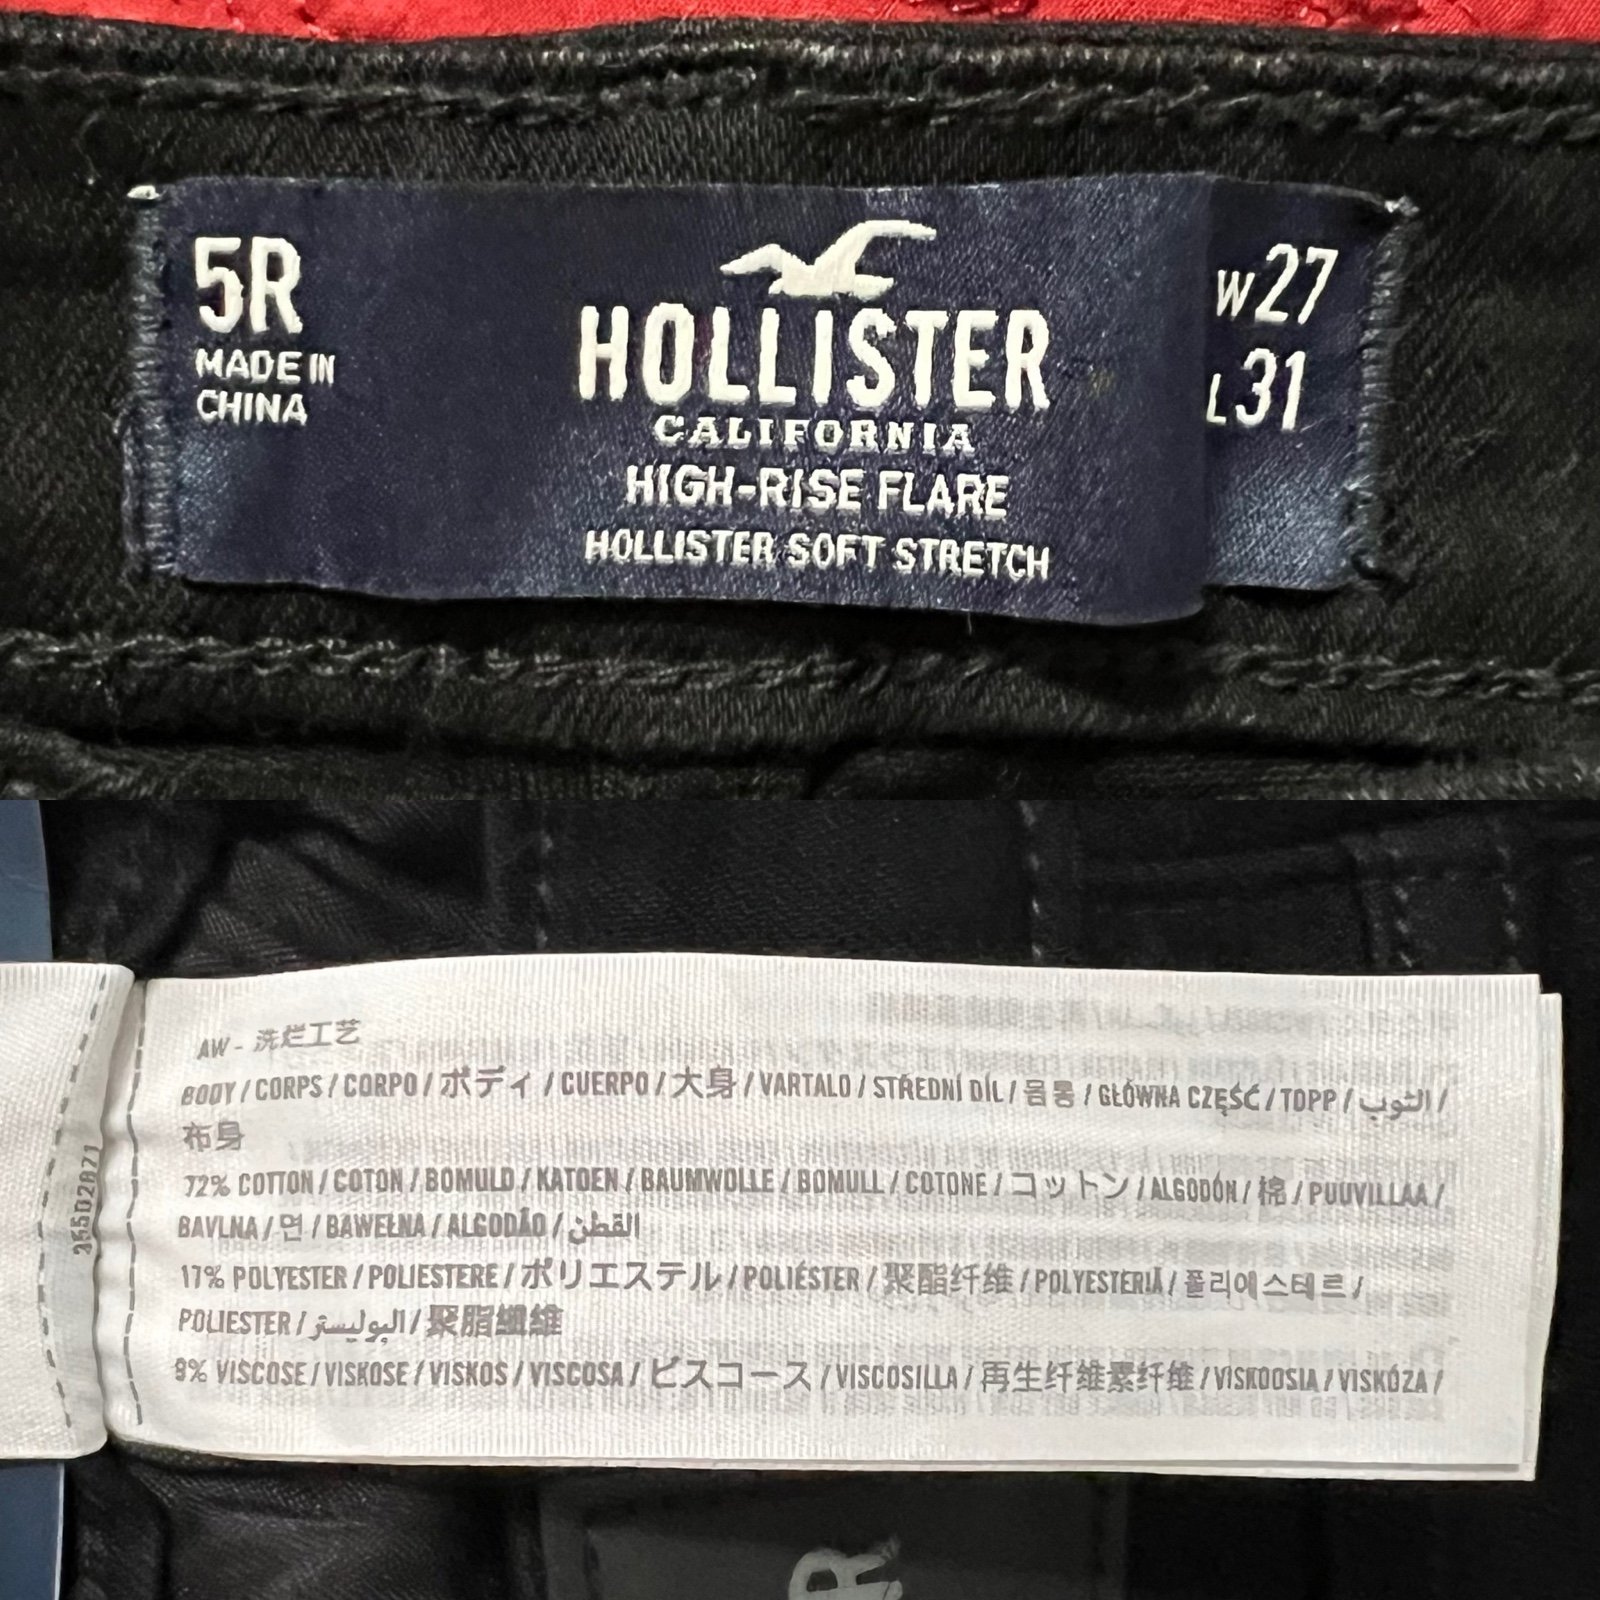 5R
MADE IN
CHINA
HOLLISTER
CALIFORNIA
HIGH-RISE FLARE
HOLLISTER SOFT STRETCH
W27
L31
AW - 洗烂工艺
BODY / CORPS / CORPO / ボディ / CUERPO / 大身 / VARTALO / STŘEDNÍ DÍL / 몸통 / GŁÓWNA CZĘŚĆ / TOPP / الثوب /
布身
72% COTTON / COTON / BOMULD / KATOEN / BAUMWOLLE / BOMULL / COTONE / コットン / ALGODÓN / 棉 / PUUVILLAA /
BAVLNA / 면 / BAWEŁNA / ALGODÃO / القطن
17% POLYESTER / POLIESTERE / ポリエステル / POLIÉSTER / 聚酯纤维 / POLYESTERIÄ / 폴리에스테르 /
POLIESTER / البوليستر / 聚脂纖維
9% VISCOSE / VISKOSE / VISKOS / VISCOSA / ビスコース / VISCOSILLA / 再生纤维素纤维 / VISKOOSIA / VISKÓZA /
R